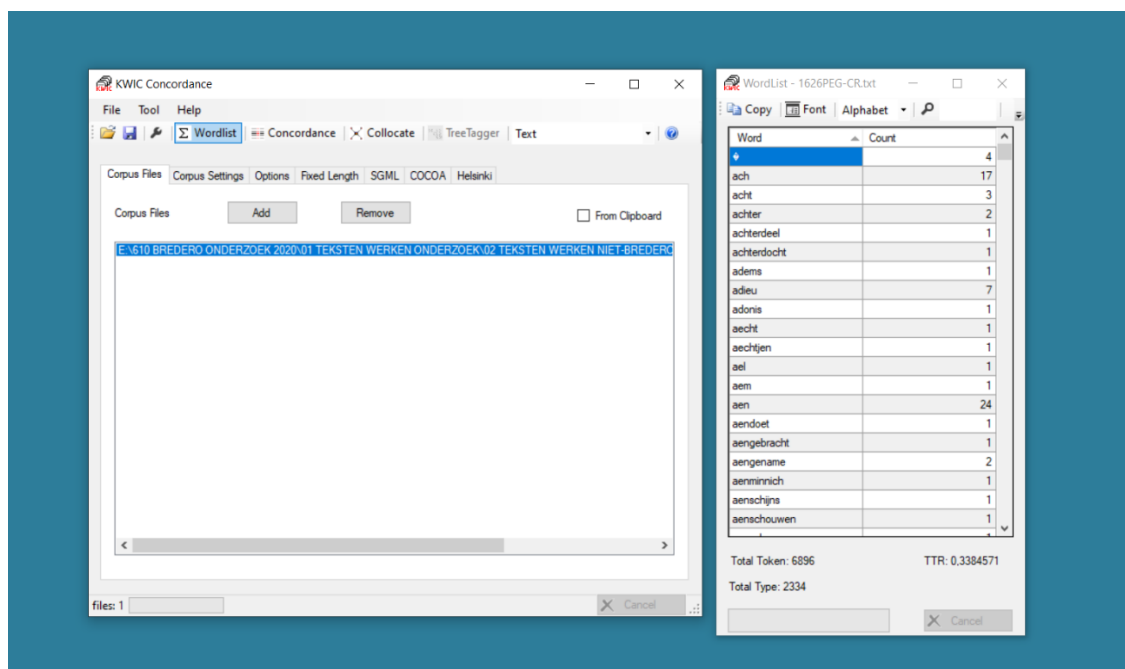 KWIC Concordance
File Tool Help
Σ Wordlist Concordance Collocate TreeTagger Text
Corpus Files Corpus Settings Options Fixed Length SGML COCOA Helsinki
Corpus Files Add Remove From Clipboard
E:\610 BREDERO ONDERZOEK 2020\01 TEKSTEN WERKEN ONDERZOEK\02 TEKSTEN WERKEN NIET-BREDERO
files: 1 Cancel
WordList - 1626PEG-CR.txt
Copy Font Alphabet
Word Count
� 4
ach 17
acht 3
achter 2
achterdeel 1
achterdocht 1
adems 1
adieu 7
adonis 1
aecht 1
aechtjen 1
ael 1
aem 1
aen 24
aendoet 1
aengebracht 1
aengename 2
aenminnich 1
aenschijns 1
aenschouwen 1
Total Token: 6896 TTR: 0,3384571
Total Type: 2334
Cancel